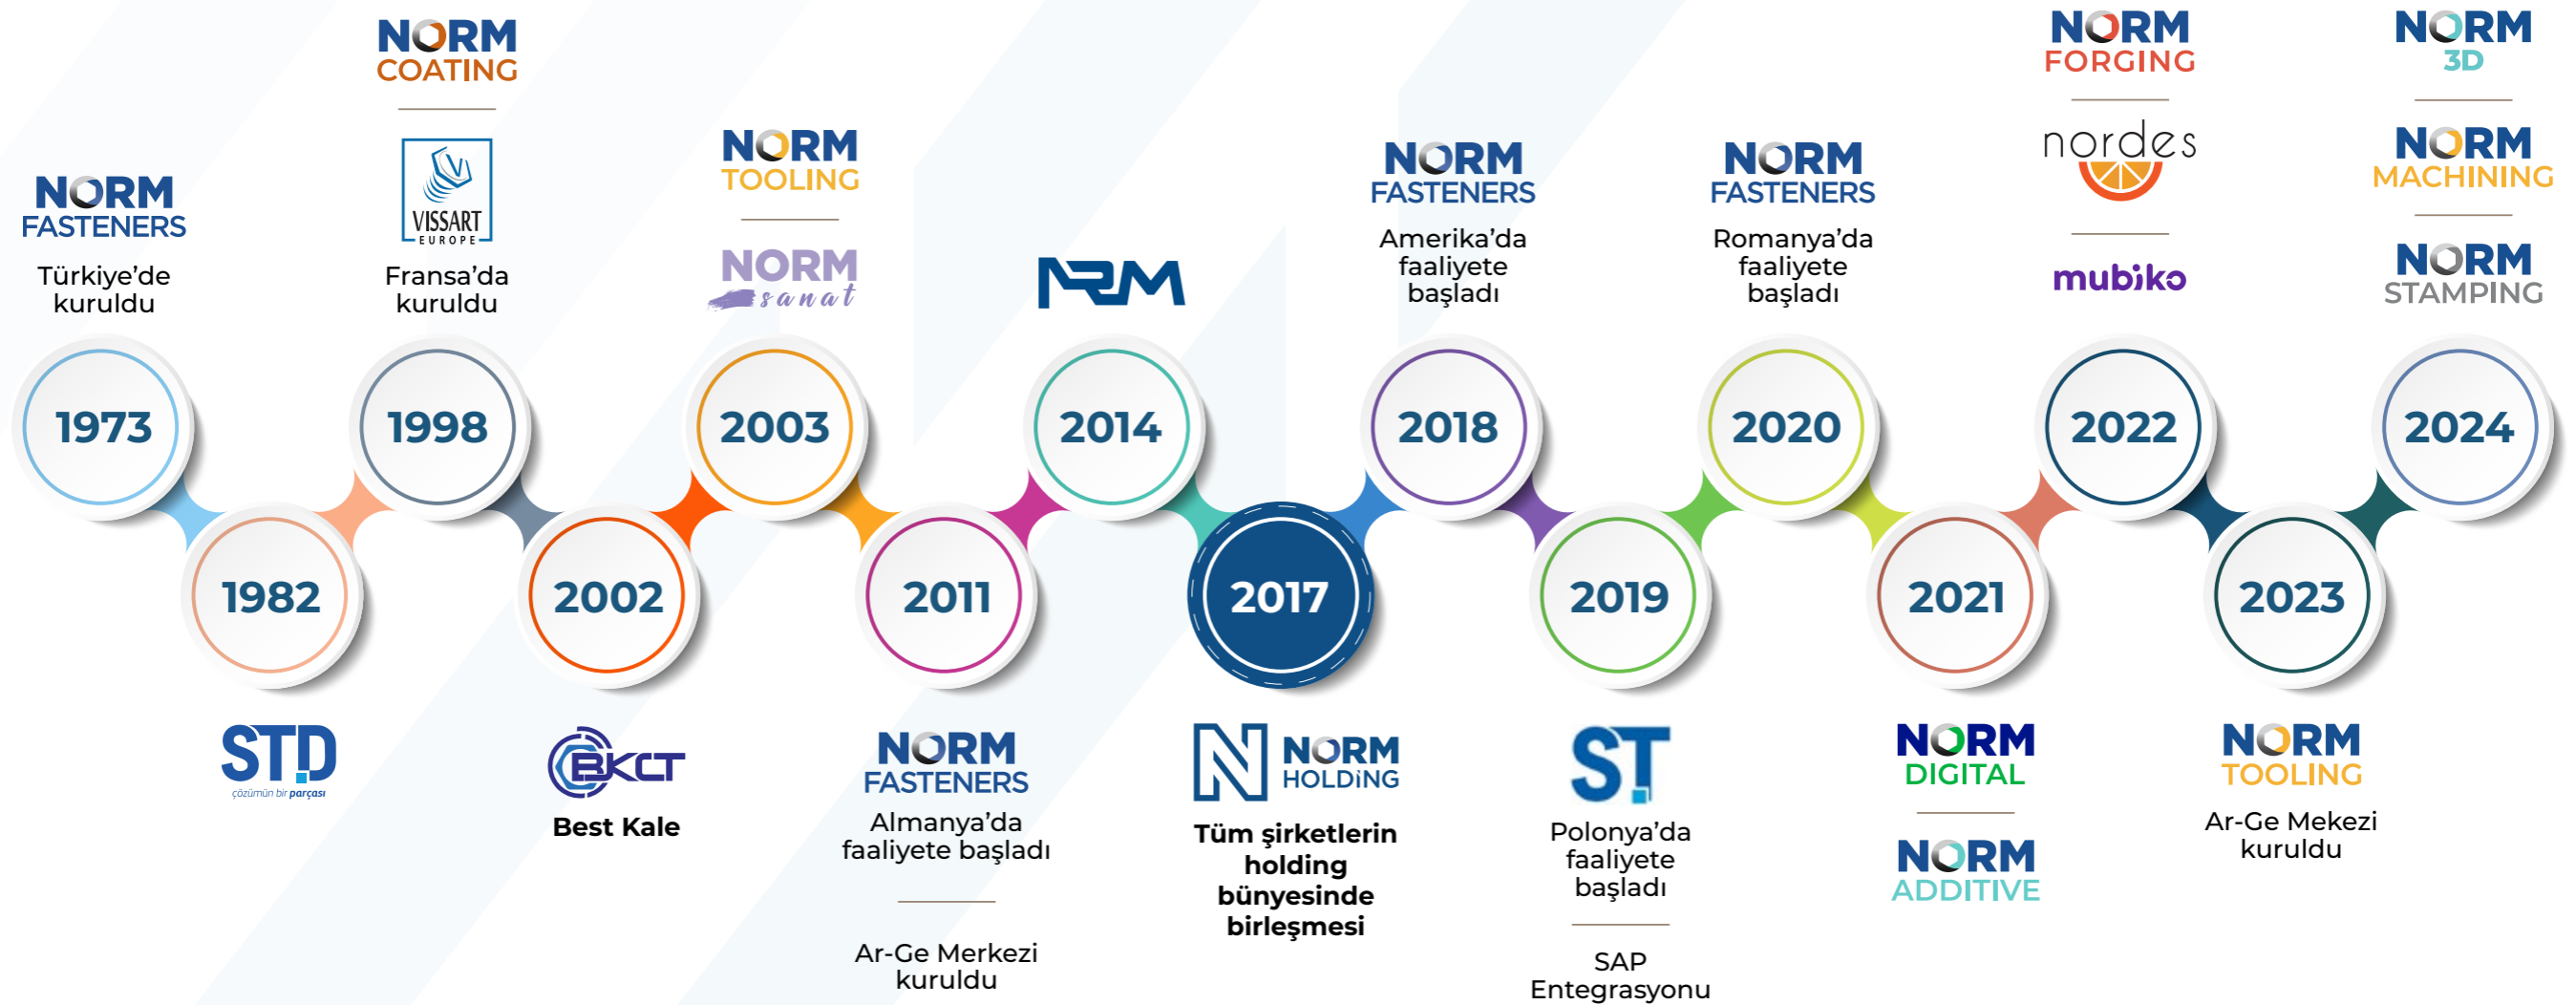 NORM
FASTENERS
Türkiye’de
kuruldu
1973
1982
STD
çözümün bir parçası
NORM
COATING
VISSART
EUROPE
Fransa’da
kuruldu
1998
2002
BKCT
Best Kale
NORM
TOOLING
NORM
sanat
2003
2011
NORM
FASTENERS
Almanya’da
faaliyete başladı
Ar-Ge Merkezi
kuruldu
NRM
2014
2017
N NORM
HOLDiNG
Tüm şirketlerin
holding
bünyesinde
birleşmesi
NORM
FASTENERS
Amerika’da
faaliyete
başladı
2018
2019
ST
Polonya’da
faaliyete
başladı
SAP
Entegrasyonu
NORM
FASTENERS
Romanya’da
faaliyete
başladı
2020
2021
NORM
DIGITAL
NORM
ADDITIVE
NORM
FORGING
nordes
mubiko
2022
2023
NORM
TOOLING
Ar-Ge Mekezi
kuruldu
NORM
3D
NORM
MACHINING
NORM
STAMPING
2024